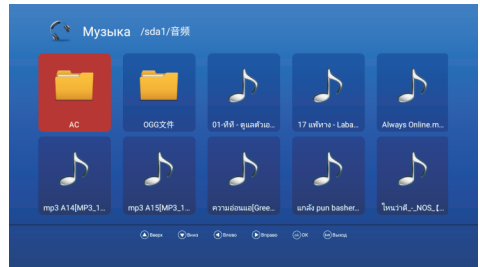 Музыка /sda1/音频
AC
OGG文件
01-ทีที - ดูแลตัวเอ...
17 แพ้ทาง - Laba...
Always Online.m...
mp3 A14[MP3_1...
mp3 A15[MP3_1...
ความอ่อนแอ[Gree...
แกล้ง pun basher...
ไหนว่าดี_-_NOS_[...
Вверх Вниз Влево Вправо OK Выход